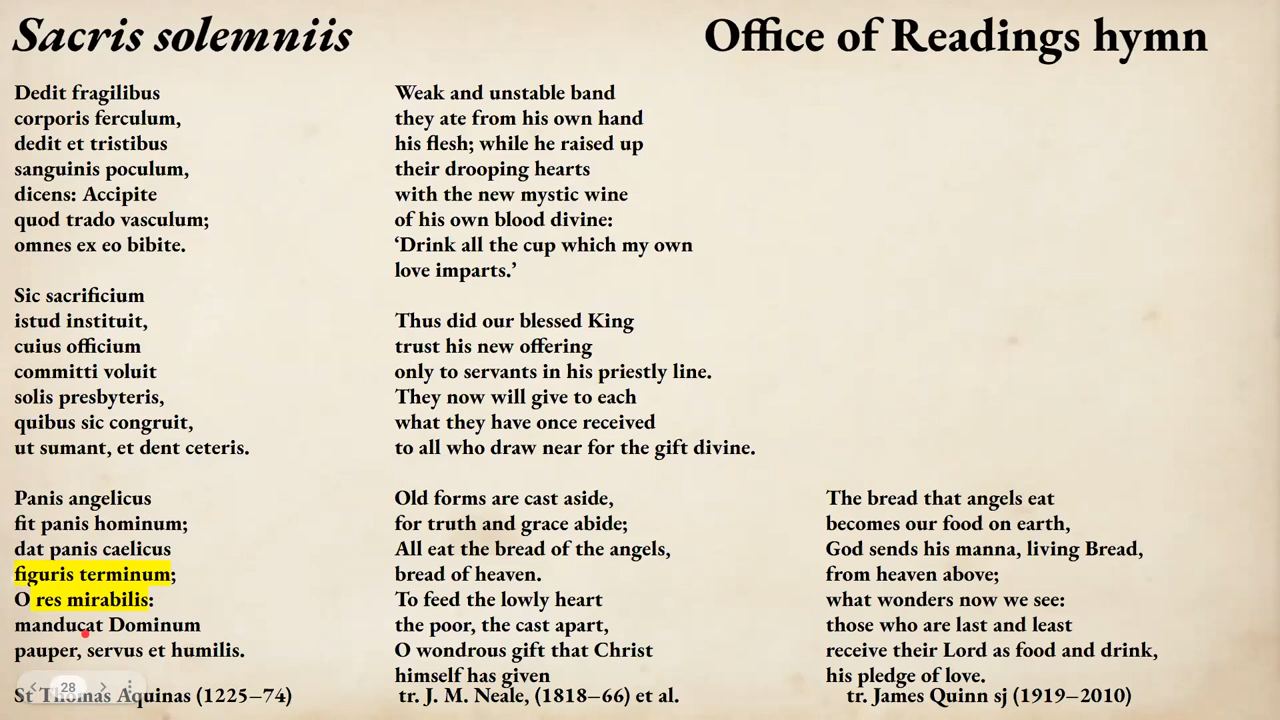 Sacris solemniis
Office of Readings hymn
Dedit fragilibus
corporis ferculum,
dedit et tristibus
sanguinis poculum,
dicens: Accipite
quod trado vasculum;
omnes ex eo bibite.
Sic sacrificium
istud instituit,
cuius officium
committi voluit
solis presbyteris,
quibus sic congruit,
ut sumant, et dent ceteris.
Panis angelicus
fit panis hominum;
dat panis caelicus
figuris terminum;
O res mirabilis:
manducat Dominum
pauper, servus et humilis.
St Thomas Aquinas (1225–74)
28
Weak and unstable band
they ate from his own hand
his flesh; while he raised up
their drooping hearts
with the new mystic wine
of his own blood divine:
‘Drink all the cup which my own
love imparts.’
Thus did our blessed King
trust his new offering
only to servants in his priestly line.
They now will give to each
what they have once received
to all who draw near for the gift divine.
Old forms are cast aside,
for truth and grace abide;
All eat the bread of the angels,
bread of heaven.
To feed the lowly heart
the poor, the cast apart,
O wondrous gift that Christ
himself has given
tr. J. M. Neale, (1818–66) et al.
The bread that angels eat
becomes our food on earth,
God sends his manna, living Bread,
from heaven above;
what wonders now we see:
those who are last and least
receive their Lord as food and drink,
his pledge of love.
tr. James Quinn sj (1919–2010)